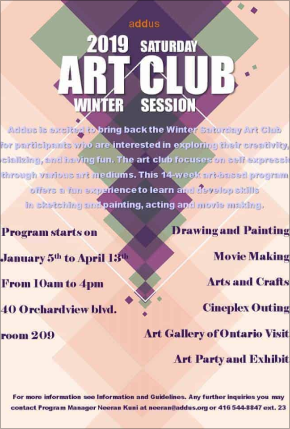 addus
2019 SATURDAY
ART CLUB
WINTER SESSION
Addus is excited to bring back the Winter Saturday Art Club
for participants who are interested in exploring their creativity,
cializing, and having fun. The art club focuses on self expressi
through various art mediums. This 14-week art-based program
offers a fun experience to learn and develop skills
in sketching and painting, acting and movie making.
Program starts on
January 5th to April 13th
From 10am to 4pm
40 Orchardview blvd.
room 209
Drawing and Painting
Movie Making
Arts and Crafts
Cineplex Outing
Art Gallery of Ontario Visit
Art Party and Exhibit
For more information see Information and Guidelines. Any further inquiries you may
contact Program Manager Neeran Kuni at neeran@addus.org or 416 544-8847 ext. 23